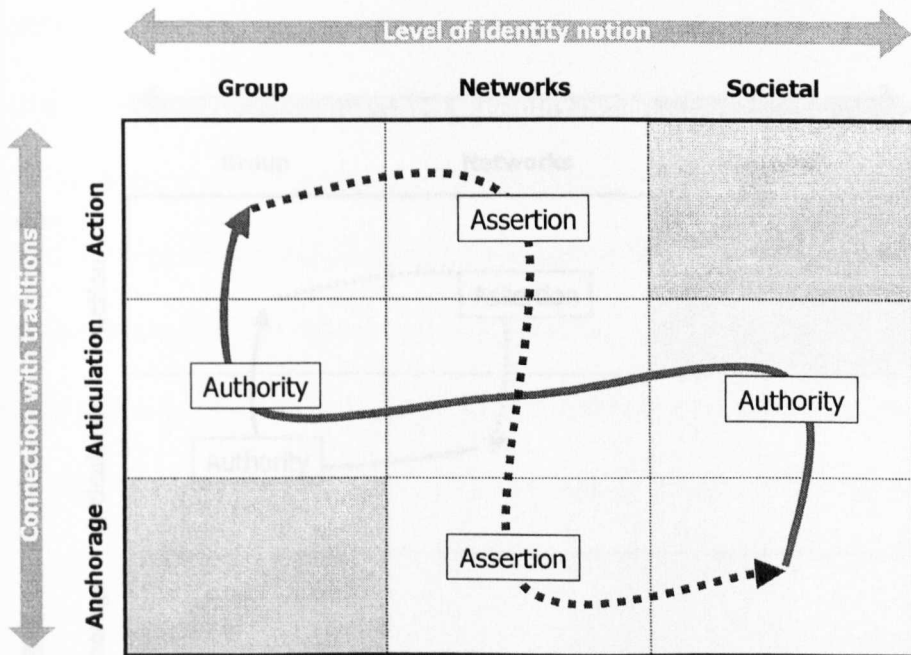 Level of identity notion
Group
Networks
Societal
Connection with traditions
Action
Articulation
Anchorage
Assertion
Authority
Authority
Assertion